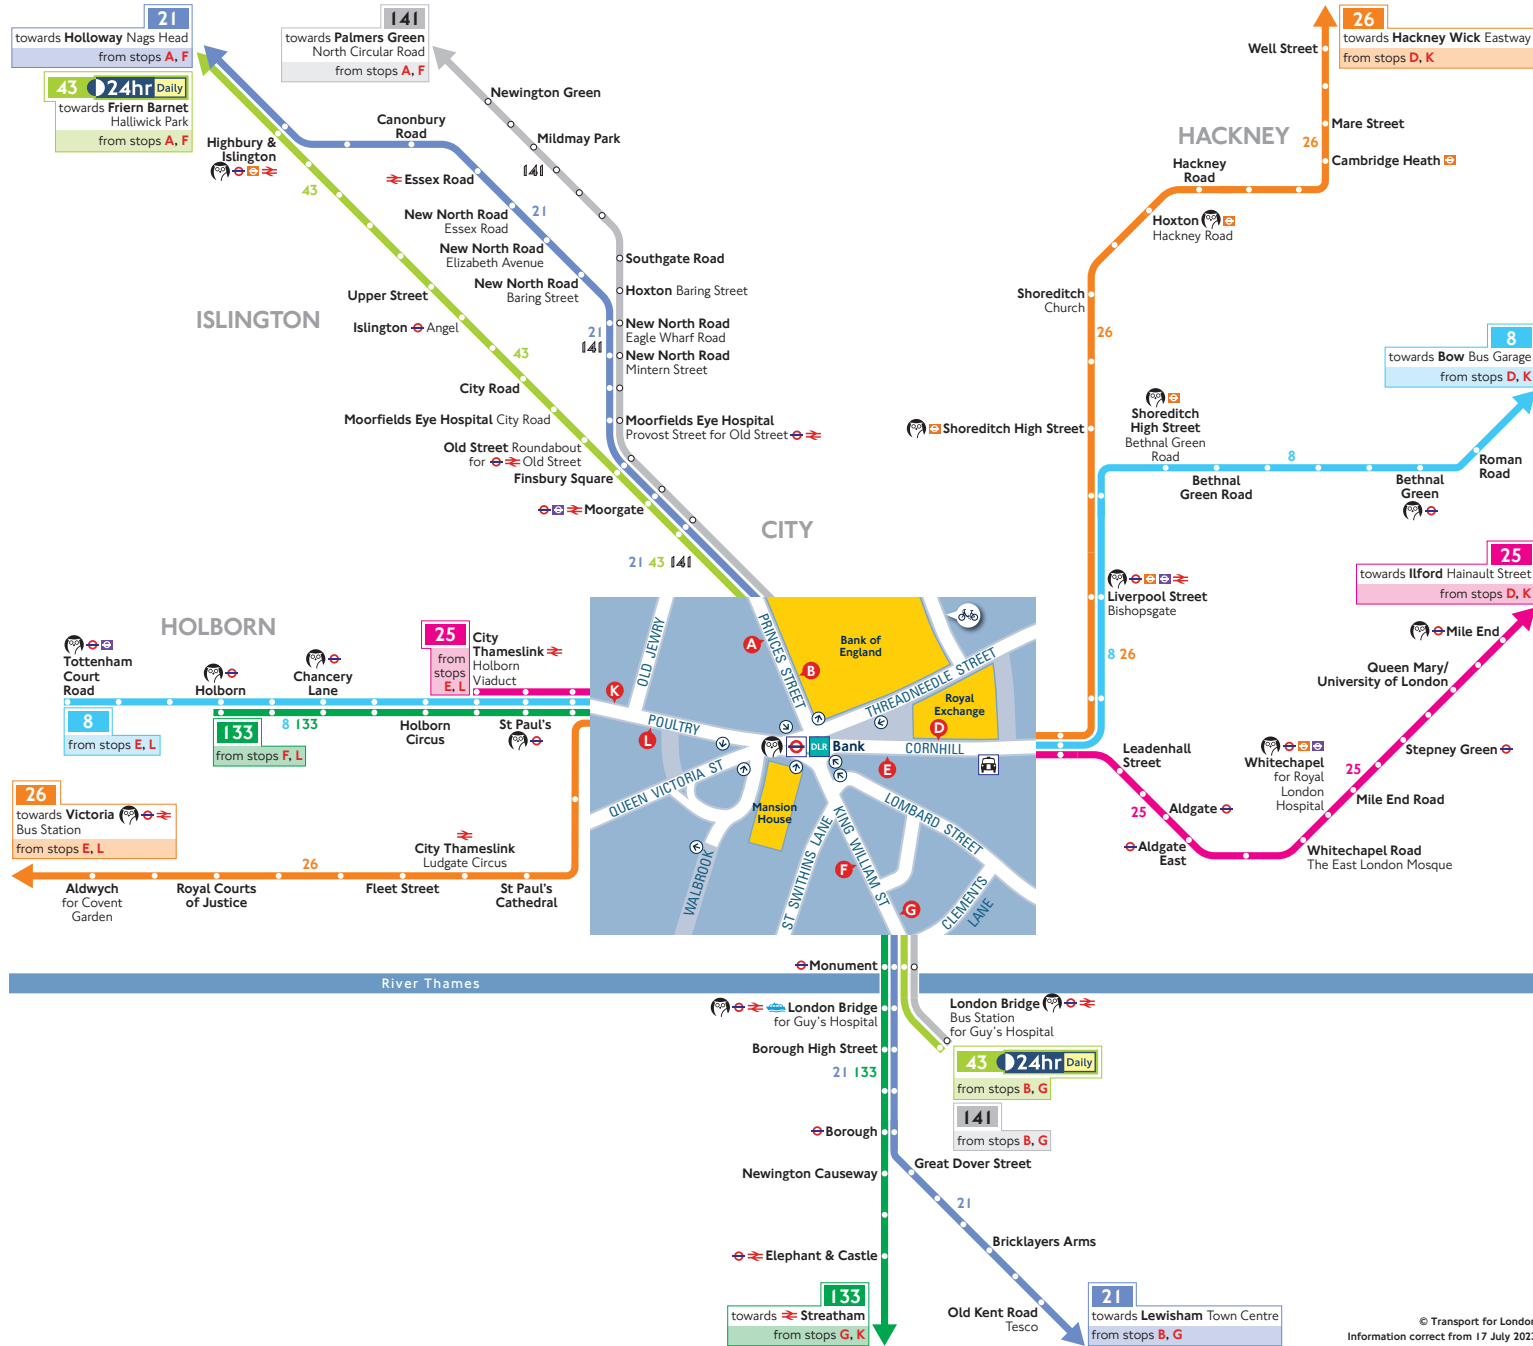 21
towards Holloway Nags Head
from stops A, F
43 24hr Daily
towards Friern Barnet
Halliwick Park
from stops A, F
141
towards Palmers Green
North Circular Road
from stops A, F
26
towards Hackney Wick Eastway
from stops D, K
Well Street
Mare Street
26
Cambridge Heath
HACKNEY
Hackney
Road
Hoxton
Hackney Road
Shoreditch
Church
26
Shoreditch High Street
Newington Green
Mildmay Park
141
Canonbury
Road
Highbury &
Islington
43
Essex Road
21
New North Road
Essex Road
New North Road
Elizabeth Avenue
New North Road
Baring Street
Southgate Road
Hoxton Baring Street
21
141
New North Road
Eagle Wharf Road
New North Road
Mintern Street
Moorfields Eye Hospital
Provost Street for Old Street
ISLINGTON
Upper Street
Islington Angel
43
City Road
Moorfields Eye Hospital City Road
Old Street Roundabout
for Old Street
Finsbury Square
Moorgate
CITY
21 43 141
8
towards Bow Bus Garage
from stops D, K
Shoreditch
High Street
Bethnal Green
Road
8
Bethnal
Green Road
Bethnal
Green
Roman
Road
Liverpool Street
Bishopsgate
8 26
25
towards Ilford Hainault Street
from stops D, K
Mile End
Queen Mary/
University of London
Stepney Green
25
Mile End Road
Whitechapel
for Royal
London
Hospital
Whitechapel Road
The East London Mosque
Leadenhall
Street
25
Aldgate
Aldgate
East
HOLBORN
Tottenham
Court
Road
Holborn
Chancery
Lane
25
from
stops
E, L
City
Thameslink
Holborn
Viaduct
8
from stops E, L
133
from stops F, L
8 133
Holborn
Circus
St Paul's
26
towards Victoria
Bus Station
from stops E, L
City Thameslink
Ludgate Circus
26
Aldwych
for Covent
Garden
Royal Courts
of Justice
Fleet Street
St Paul's
Cathedral
OLD JEWRY
PRINCES STREET
Bank of
England
THREADNEEDLE STREET
Royal
Exchange
A
B
K
D
L
E
F
G
POULTRY
DLR
Bank
CORNHILL
QUEEN VICTORIA ST
Mansion
House
WALBROOK
ST SWITHINS LANE
KING WILLIAM ST
LOMBARD STREET
CLEMENTS
LANE
Monument
River Thames
London Bridge
for Guy's Hospital
London Bridge
Bus Station
for Guy's Hospital
Borough High Street
21 133
43 24hr Daily
from stops B, G
141
from stops B, G
Borough
Newington Causeway
Great Dover Street
21
Bricklayers Arms
Elephant & Castle
Old Kent Road
Tesco
133
towards Streatham
from stops G, K
21
towards Lewisham Town Centre
from stops B, G
© Transport for London
Information correct from 17 July 2023